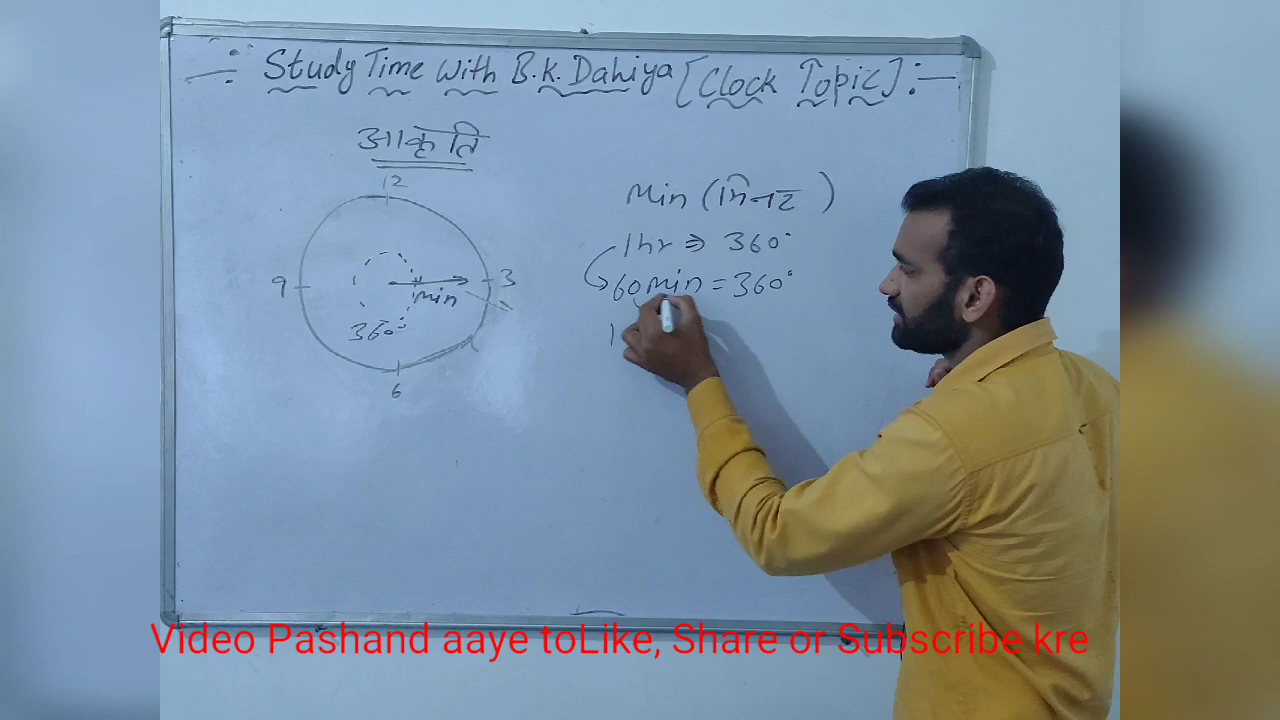 Study Time With B.K. Dahiya [Clock Topic] :-
आकृति
12
9
3
min
360°
6
Min (मिनट)
1hr ⇒ 360°
60min = 360°
1
Video Pashand aaye toLike, Share or Subscribe kre